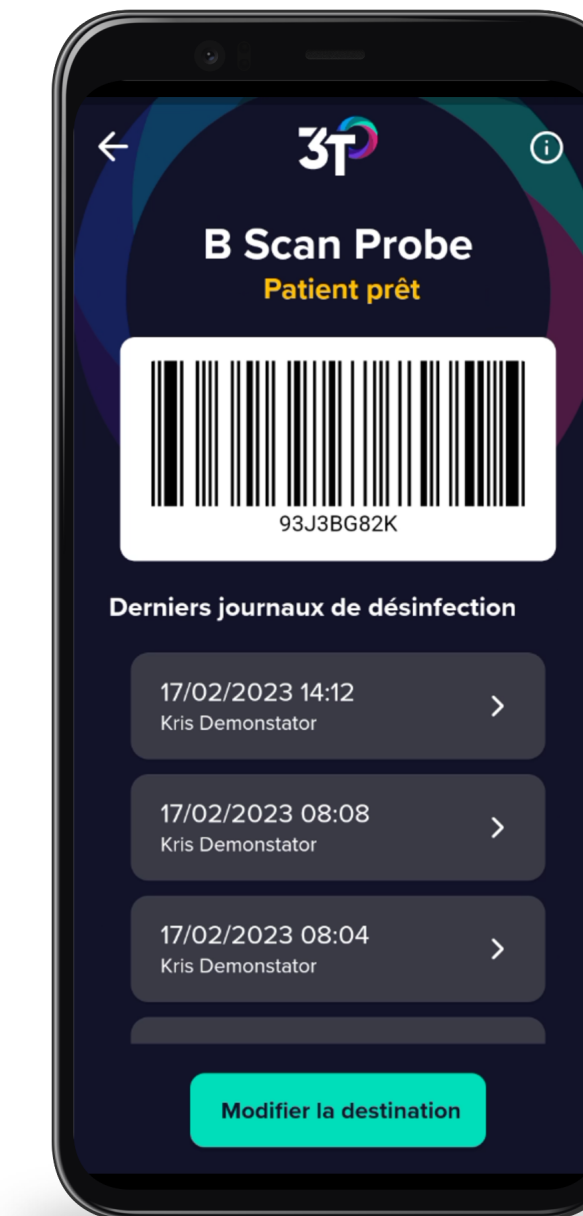 3T
B Scan Probe
Patient prêt
93J3BG82K
Derniers journaux de désinfection
17/02/2023 14:12
Kris Demonstator
17/02/2023 08:08
Kris Demonstator
17/02/2023 08:04
Kris Demonstator
Modifier la destination